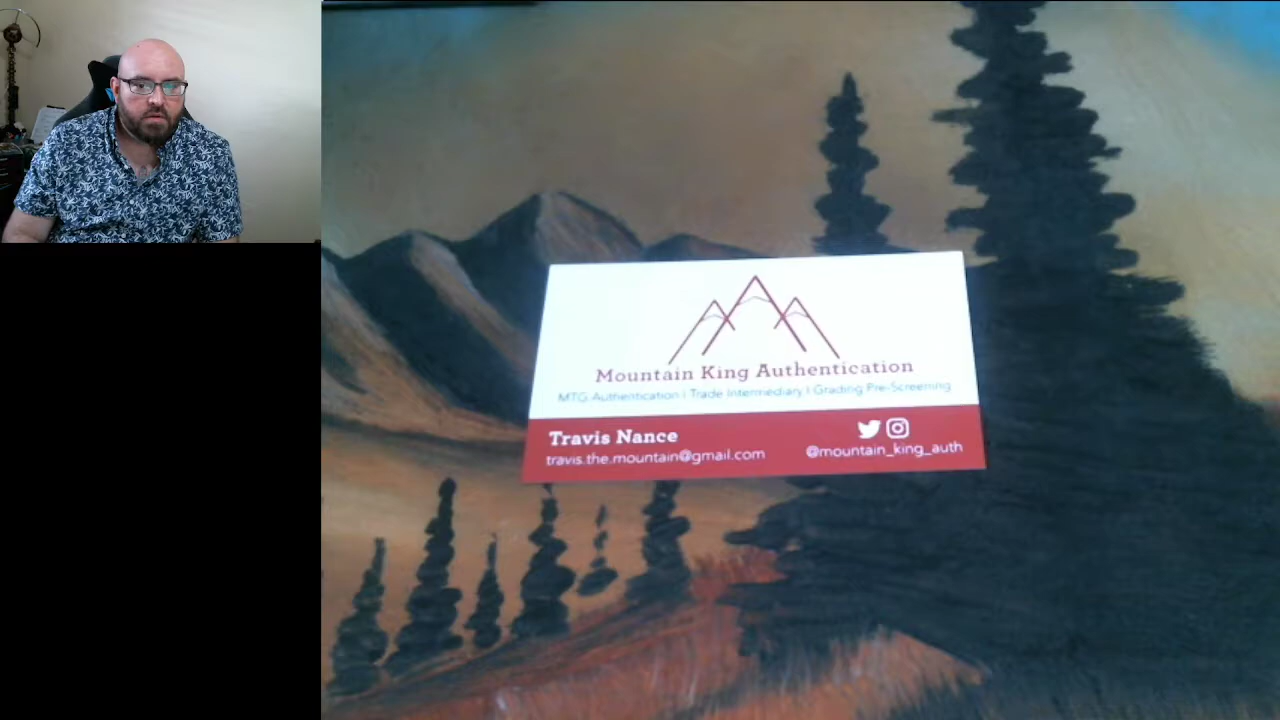 Mountain King Authentication
MTG Authentication | Trade Intermediary | Grading Pre-Screening
Travis Nance
travis.the.mountain@gmail.com
@mountain_king_auth